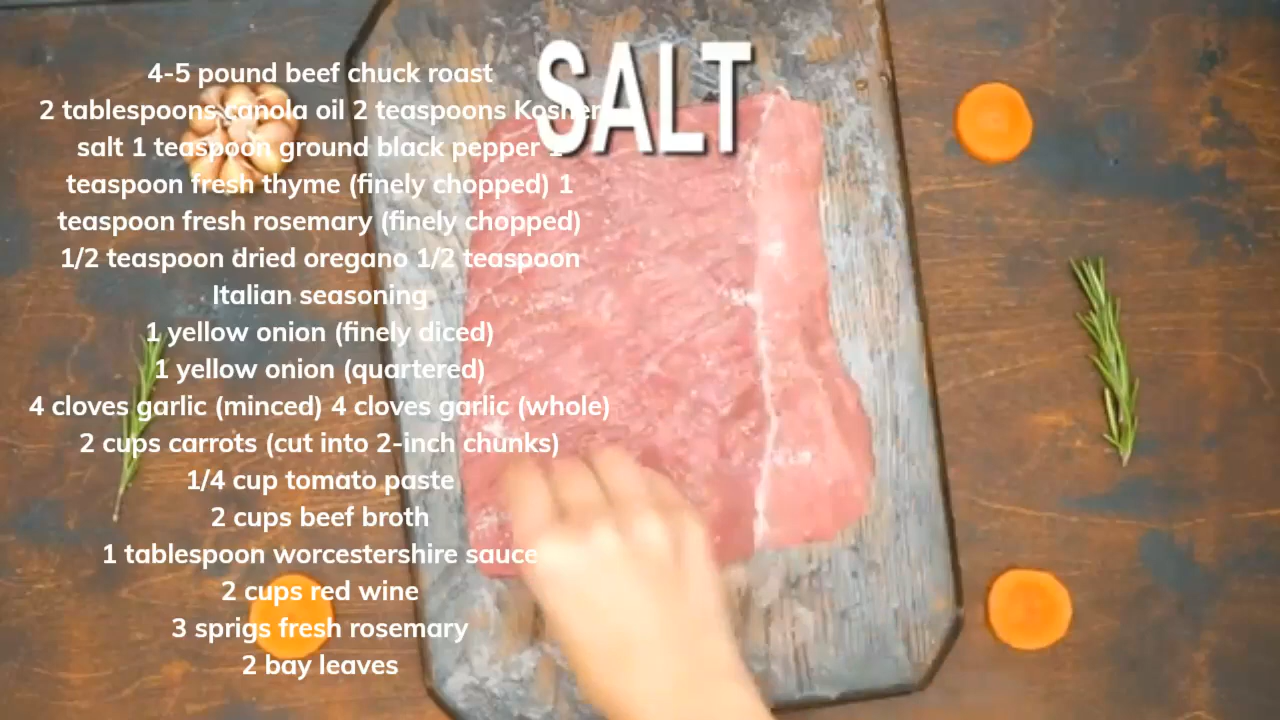 SALT
4-5 pound beef chuck roast
2 tablespoons canola oil 2 teaspoons Kosher
salt 1 teaspoon ground black pepper 1
teaspoon fresh thyme (finely chopped) 1
teaspoon fresh rosemary (finely chopped)
1/2 teaspoon dried oregano 1/2 teaspoon
Italian seasoning
1 yellow onion (finely diced)
1 yellow onion (quartered)
4 cloves garlic (minced) 4 cloves garlic (whole)
2 cups carrots (cut into 2-inch chunks)
1/4 cup tomato paste
2 cups beef broth
1 tablespoon worcestershire sauce
2 cups red wine
3 sprigs fresh rosemary
2 bay leaves